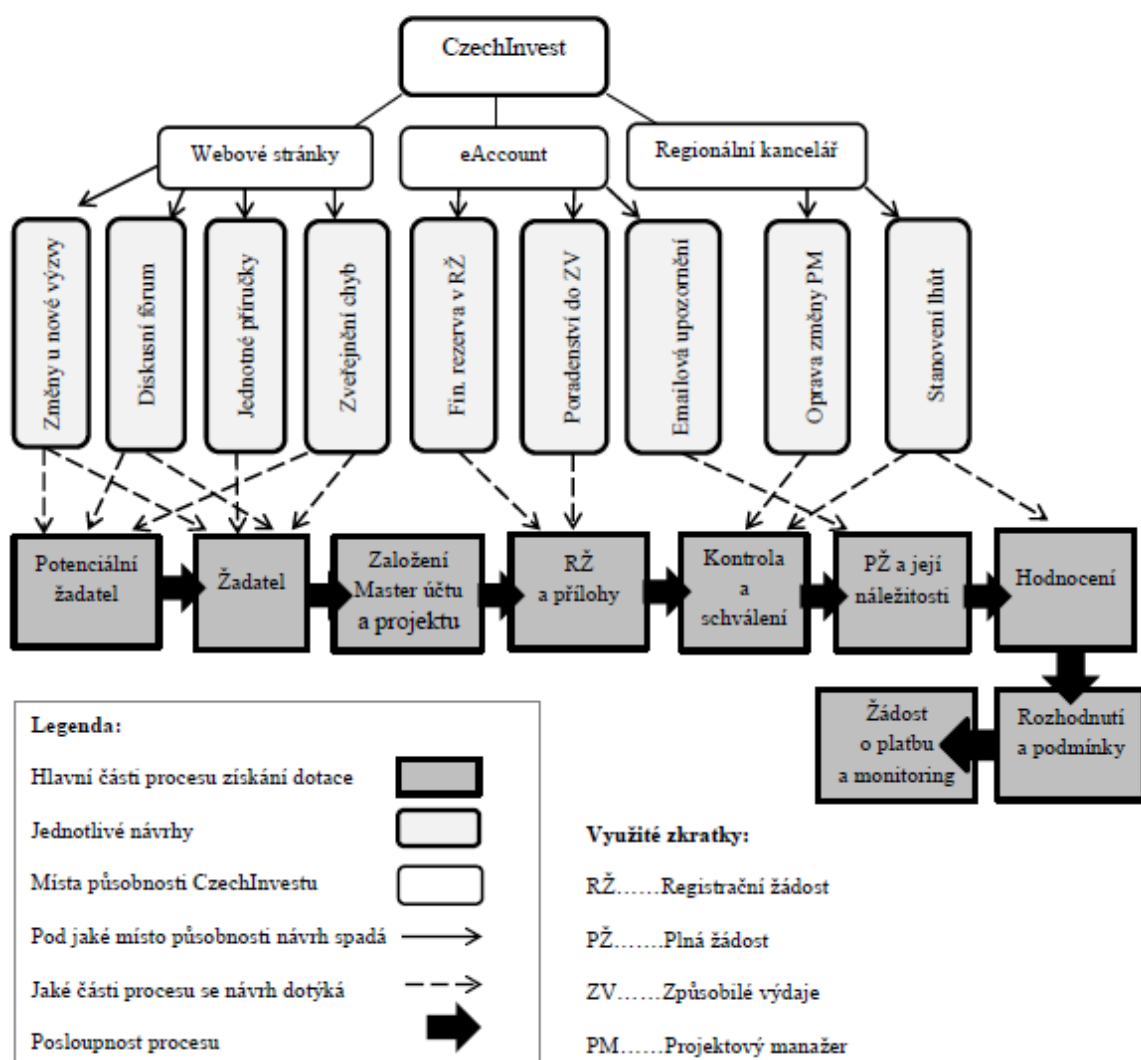 CzechInvest
Webové stránky
eAccount
Regionální kancelář
Změny u nové výzvy
Diskusní fórum
Jednotné příručky
Zveřejnění chyb
Fin. rezerva v RŽ
Poradenství do ZV
Emailová upozornění
Oprava změny PM
Stanovení lhůt
Potenciální
žadatel
Žadatel
Založení
Master účtu
a projektu
RŽ
a přílohy
Kontrola
a
schválení
PŽ a její
náležitosti
Hodnocení
Rozhodnutí
a podmínky
Žádost
o platbu
a monitoring
Legenda:
Hlavní části procesu získání dotace
Jednotlivé návrhy
Místa působnosti CzechInvestu
Pod jaké místo působnosti návrh spadá
Jaké části procesu se návrh dotýká
Posloupnost procesu
Využité zkratky:
RŽ......Registrační žádost
PŽ.......Plná žádost
ZV......Způsobilé výdaje
PM......Projektový manažer